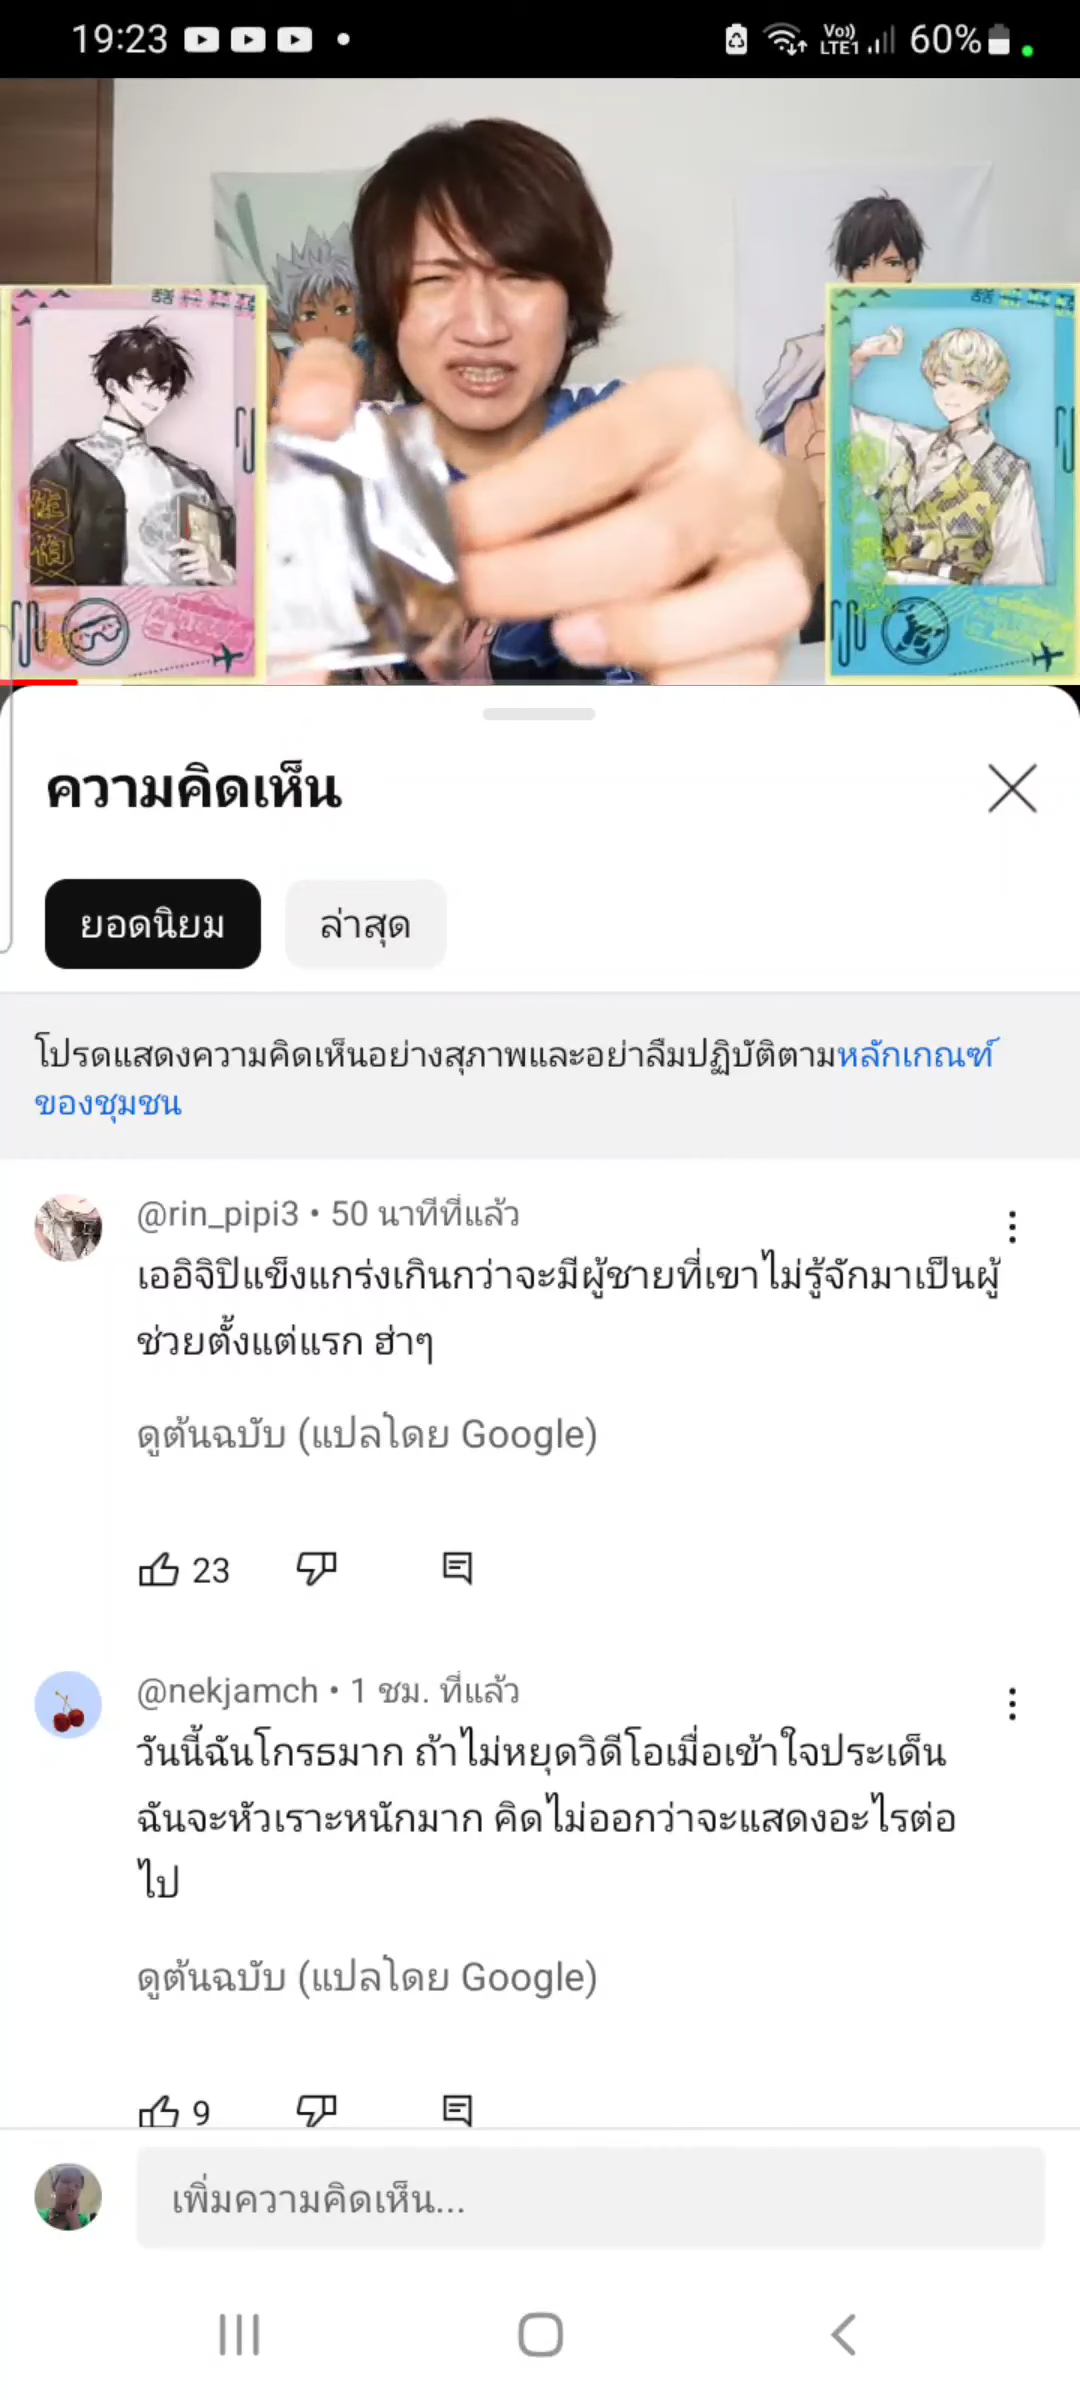 19:23
Vo)) LTE1
60%
ความคิดเห็น
ยอดนิยม
ล่าสุด
โปรดแสดงความคิดเห็นอย่างสุภาพและอย่าลืมปฏิบัติตามหลักเกณฑ์
ของชุมชน
@rin_pipi3 • 50 นาทีที่แล้ว
เออิจิปิแข็งแกร่งเกินกว่าจะมีผู้ชายที่เขาไม่รู้จักมาเป็นผู้
ช่วยตั้งแต่แรก ฮ่าๆ
ดูต้นฉบับ (แปลโดย Google)
23
@nekjamch • 1 ชม. ที่แล้ว
วันนี้ฉันโกรธมาก ถ้าไม่หยุดวิดีโอเมื่อเข้าใจประเด็น
ฉันจะหัวเราะหนักมาก คิดไม่ออกว่าจะแสดงอะไรต่อ
ไป
ดูต้นฉบับ (แปลโดย Google)
9
เพิ่มความคิดเห็น...